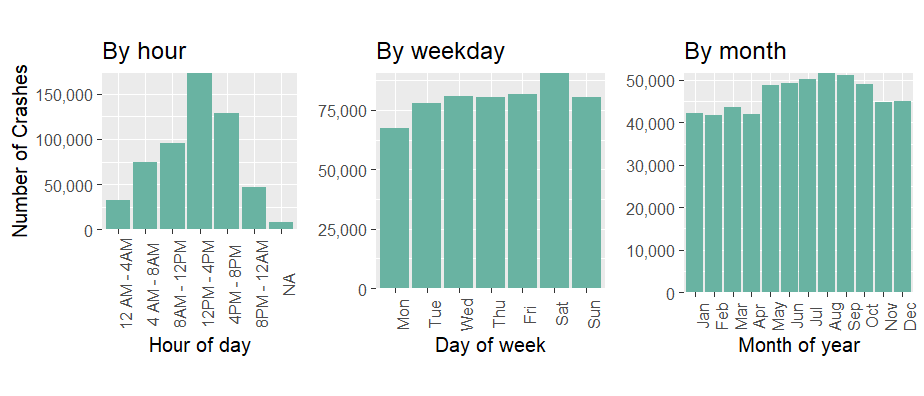 By hour
Number of Crashes
150,000
100,000
50,000
0
12 AM - 4AM
4 AM - 8AM
8AM - 12PM
12PM - 4PM
4PM - 8PM
8PM - 12AM
NA
Hour of day
By weekday
75,000
50,000
25,000
0
Mon
Tue
Wed
Thu
Fri
Sat
Sun
Day of week
By month
50,000
40,000
30,000
20,000
10,000
0
Jan
Feb
Mar
Apr
May
Jun
Jul
Aug
Sep
Oct
Nov
Dec
Month of year